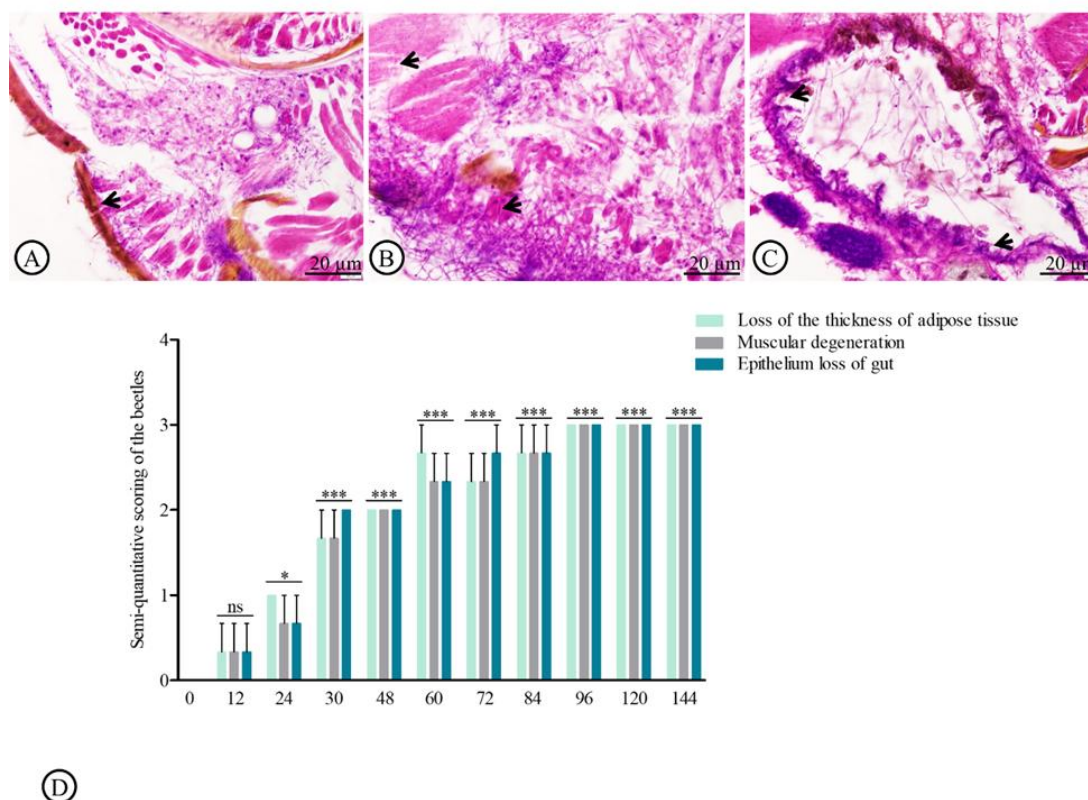 A
20 µm
B
20 µm
C
20 µm
Loss of the thickness of adipose tissue
Muscular degeneration
Epithelium loss of gut
Semi-quantitative scoring of the beetles
4
3
2
1
0
ns
*
***
***
***
***
***
***
***
***
0 12 24 30 48 60 72 84 96 120 144
D